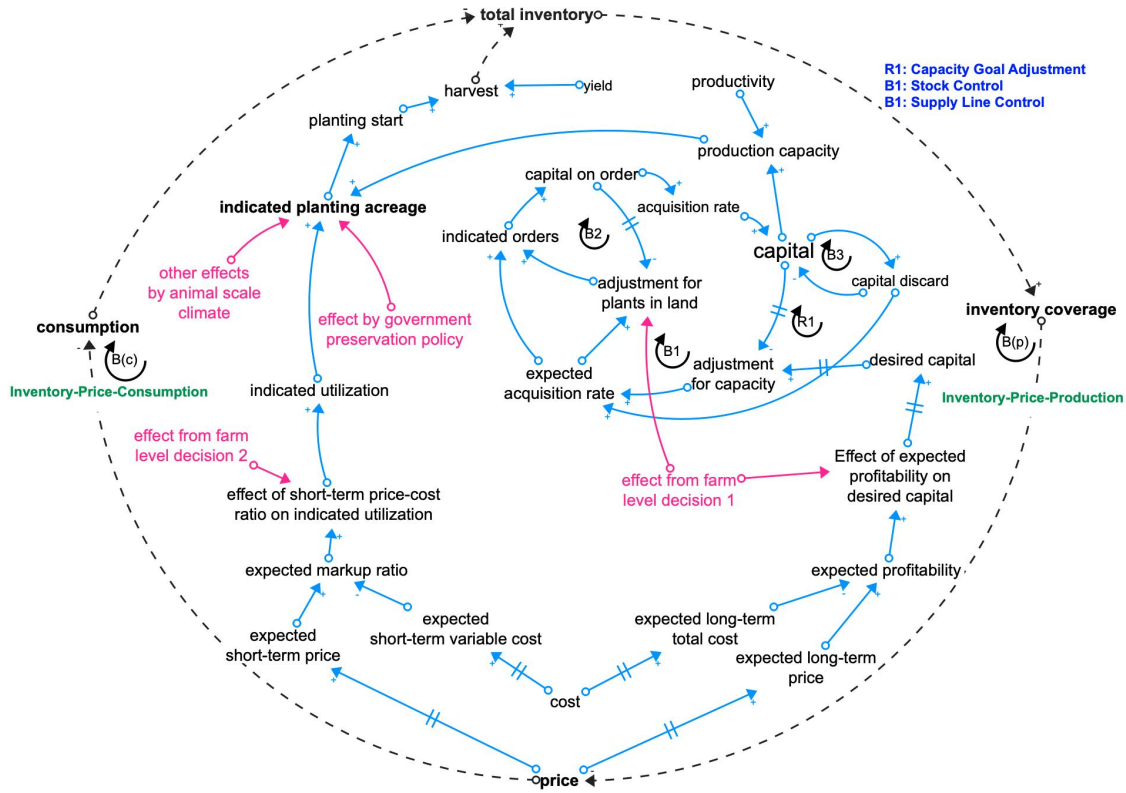 total inventory
R1: Capacity Goal Adjustment
B1: Stock Control
B1: Supply Line Control
productivity
harvest
yield
planting start
production capacity
capital on order
acquisition rate
indicated planting acreage
indicated orders
B2
capital
B3
other effects
by animal scale
climate
adjustment for
plants in land
capital discard
effect by government
preservation policy
inventory coverage
R1
B(p)
consumption
B(c)
B1
Inventory-Price-Consumption
indicated utilization
expected
acquisition rate
adjustment
for capacity
desired capital
Inventory-Price-Production
effect from farm
level decision 2
Effect of expected
profitability on
desired capital
effect from farm
level decision 1
effect of short-term price-cost
ratio on indicated utilization
expected markup ratio
expected profitability
expected
short-term price
expected
short-term variable cost
expected long-term
total cost
expected long-term
price
cost
price